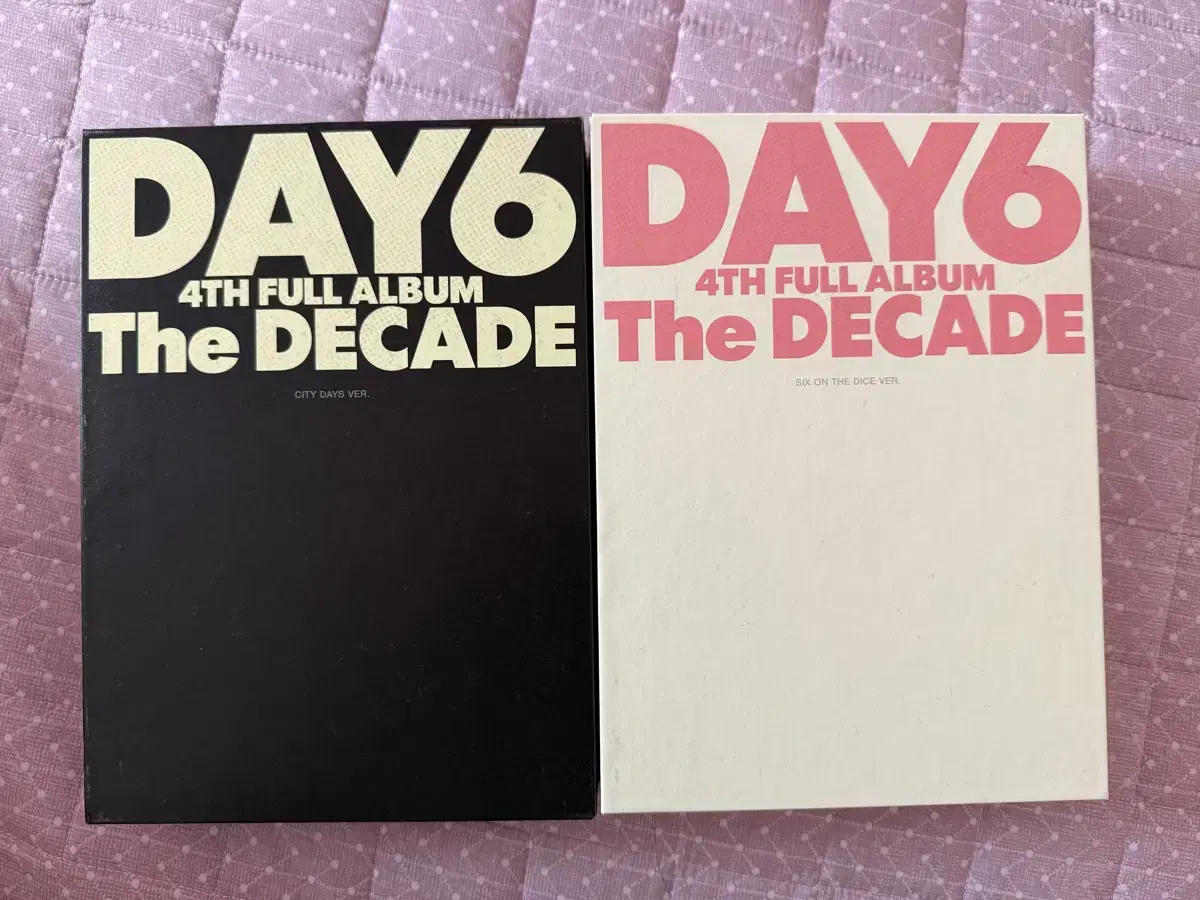 DAY6
4TH FULL ALBUM
The DECADE
CITY DAYS VER.
DAY6
4TH FULL ALBUM
The DECADE
SIX ON THE DICE VER.